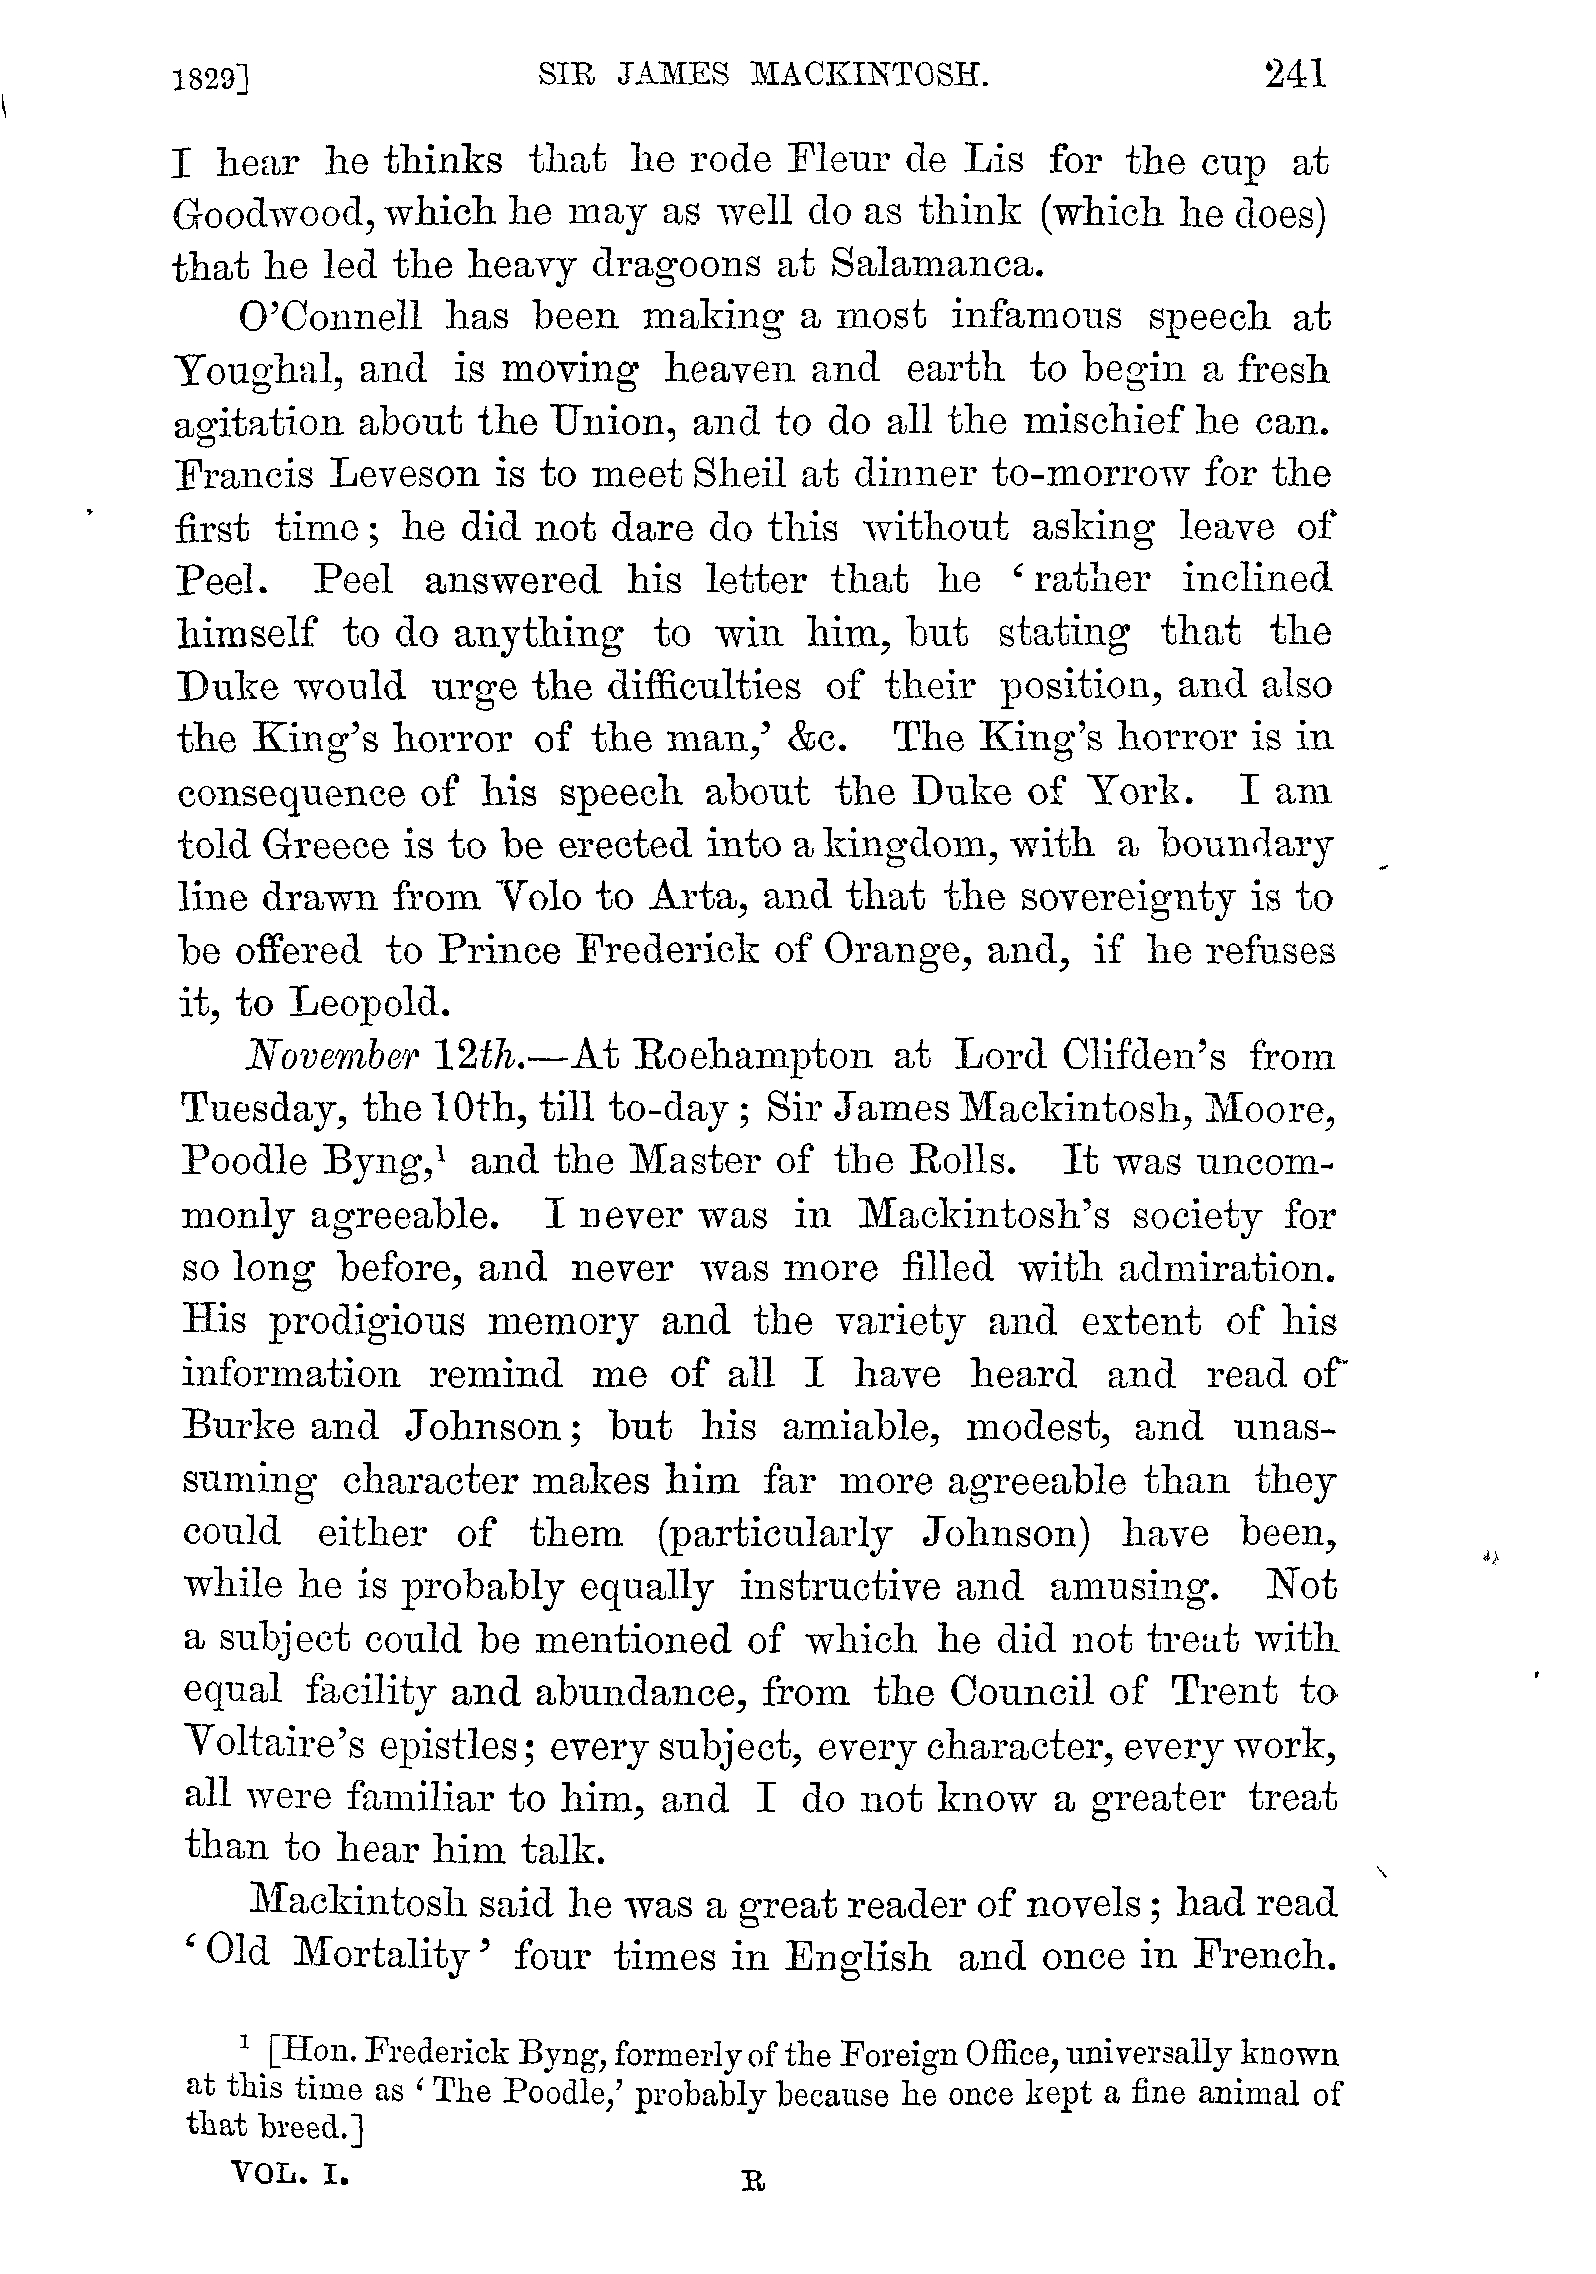 1829] SIR JAMES MACKINTOSH. 241
I hear he thinks that he rode Fleur de Lis for the cup at
Goodwood, which he may as well do as think (which he does)
that he led the heavy dragoons at Salamanca.
O'Connell has been making a most infamous speech at
Youghal, and is moving heaven and earth to begin a fresh
agitation about the Union, and to do all the mischief he can.
Francis Leveson is to meet Sheil at dinner to-morrow for the
first time; he did not dare do this without asking leave of
Peel. Peel answered his letter that he ‘rather inclined
himself to do anything to win him, but stating that the
Duke would urge the difficulties of their position, and also
the King's horror of the man,’ &c. The King's horror is in
consequence of his speech about the Duke of York. I am
told Greece is to be erected into a kingdom, with a boundary
line drawn from Volo to Arta, and that the sovereignty is to
be offered to Prince Frederick of Orange, and, if he refuses
it, to Leopold.
November 12th.—At Roehampton at Lord Clifden's from
Tuesday, the 10th, till to-day; Sir James Mackintosh, Moore,
Poodle Byng,¹ and the Master of the Rolls. It was uncom-
monly agreeable. I never was in Mackintosh's society for
so long before, and never was more filled with admiration.
His prodigious memory and the variety and extent of his
information remind me of all I have heard and read of
Burke and Johnson; but his amiable, modest, and unas-
suming character makes him far more agreeable than they
could either of them (particularly Johnson) have been,
while he is probably equally instructive and amusing. Not
a subject could be mentioned of which he did not treat with
equal facility and abundance, from the Council of Trent to
Voltaire's epistles; every subject, every character, every work,
all were familiar to him, and I do not know a greater treat
than to hear him talk.
Mackintosh said he was a great reader of novels; had read
‘Old Mortality’ four times in English and once in French.
¹ [Hon. Frederick Byng, formerly of the Foreign Office, universally known
at this time as ‘The Poodle,’ probably because he once kept a fine animal of
that breed.]
VOL. I. R